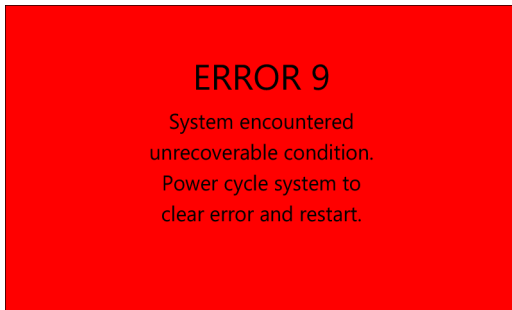 ERROR 9
System encountered
unrecoverable condition.
Power cycle system to
clear error and restart.